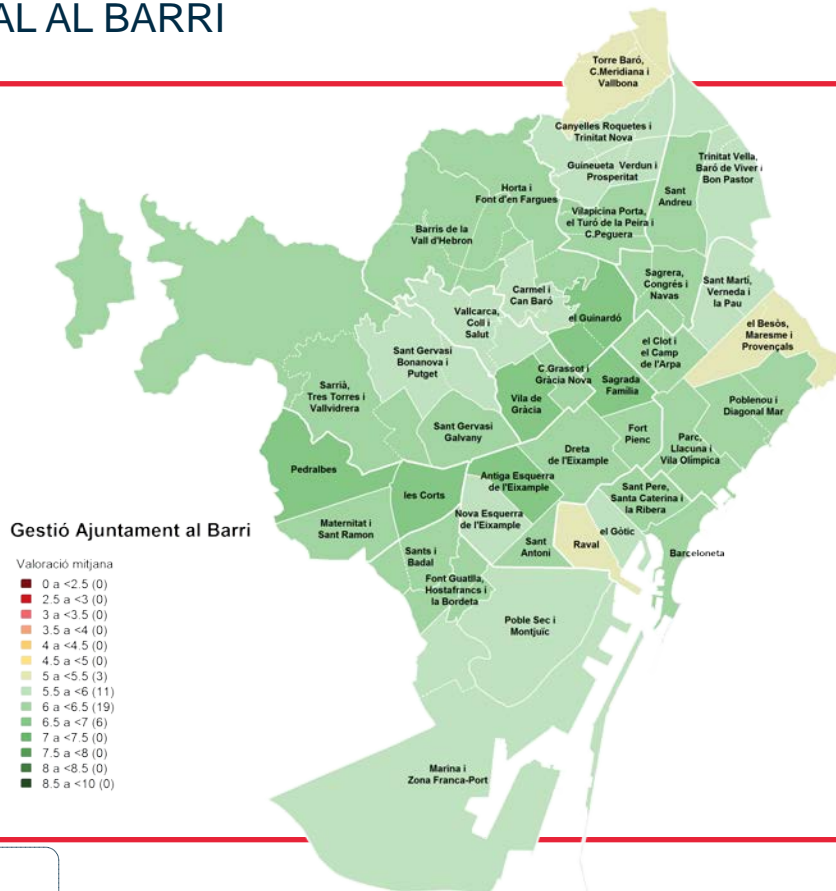 AL AL BARRI
Torre Baró,
C.Meridiana i
Vallbona
Canyelles Roquetes i
Trinitat Nova
Guineueta Verdun i
Prosperitat
Trinitat Vella,
Baró de Viver i
Bon Pastor
Sant
Andreu
Horta i
Font d'en Fargues
Vilapicina Porta,
el Turó de la Peira i
C.Peguera
Barris de la
Vall d'Hebron
Sagrera,
Congrés i
Navas
Sant Martí,
Verneda i
la Pau
Carmel i
Can Baró
Vallcarca,
Coll i
Salut
el Guinardó
el Besòs,
Maresme i
Provençals
el Clot i
el Camp
de l'Arpa
Sant Gervasi
Bonanova i
Putget
C.Grassot i
Gràcia Nova
Sagrada
Familia
Sarrià,
Tres Torres i
Vallvidrera
Vila de
Gràcia
Poblenou i
Diagonal Mar
Sant Gervasi
Galvany
Fort
Pienc
Parc,
Llacuna i
Vila Olímpica
Dreta
de l'Eixample
Pedralbes
Antiga Esquerra
de l'Eixample
les Corts
Sant Pere,
Santa Caterina i
la Ribera
Nova Esquerra
de l'Eixample
Maternitat i
Sant Ramon
el Gòtic
Sant
Antoni
Raval
Barceloneta
Sants i
Badal
Font Guatlla,
Hostafrancs i
la Bordeta
Poble Sec i
Montjuïc
Marina i
Zona Franca-Port
Gestió Ajuntament al Barri
Valoració mitjana
0 a <2.5 (0)
2.5 a <3 (0)
3 a <3.5 (0)
3.5 a <4 (0)
4 a <4.5 (0)
4.5 a <5 (0)
5 a <5.5 (3)
5.5 a <6 (11)
6 a <6.5 (19)
6.5 a <7 (6)
7 a <7.5 (0)
7.5 a <8 (0)
8 a <8.5 (0)
8.5 a <10 (0)